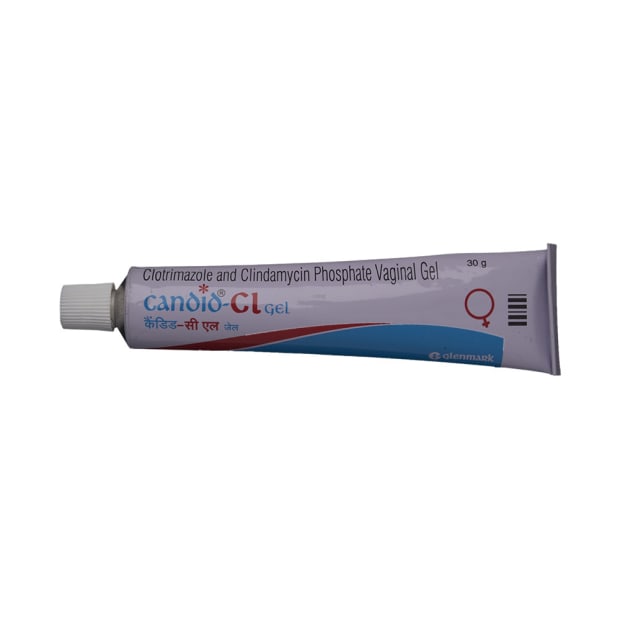 Clotrimazole and Clindamycin Phosphate Vaginal Gel
30 g
candid®-Cl GEL
कैंडिड-सी एल जेल
glenmark